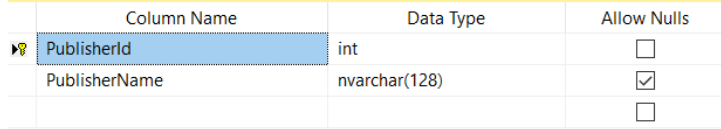 Column Name Data Type Allow Nulls
PublisherId int
PublisherName nvarchar(128)